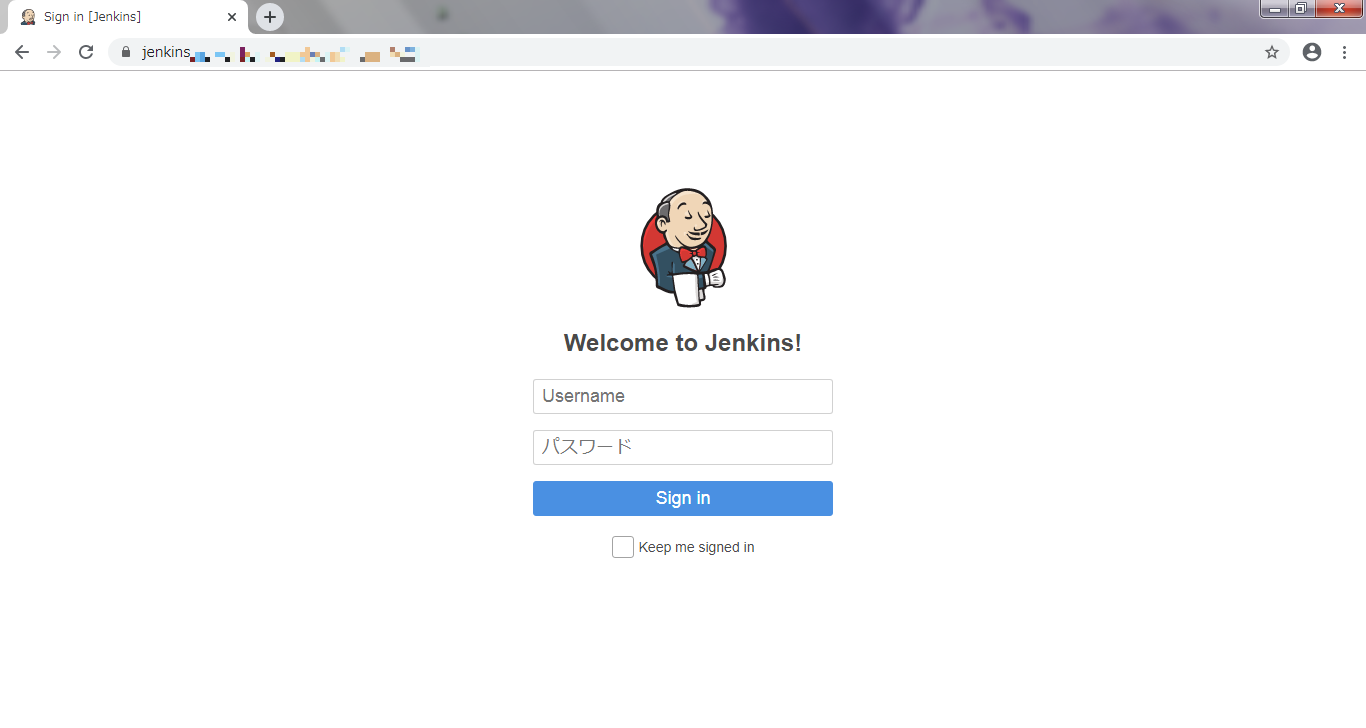 Sign in [Jenkins]
jenkins
Welcome to Jenkins!
Username
パスワード
Sign in
Keep me signed in